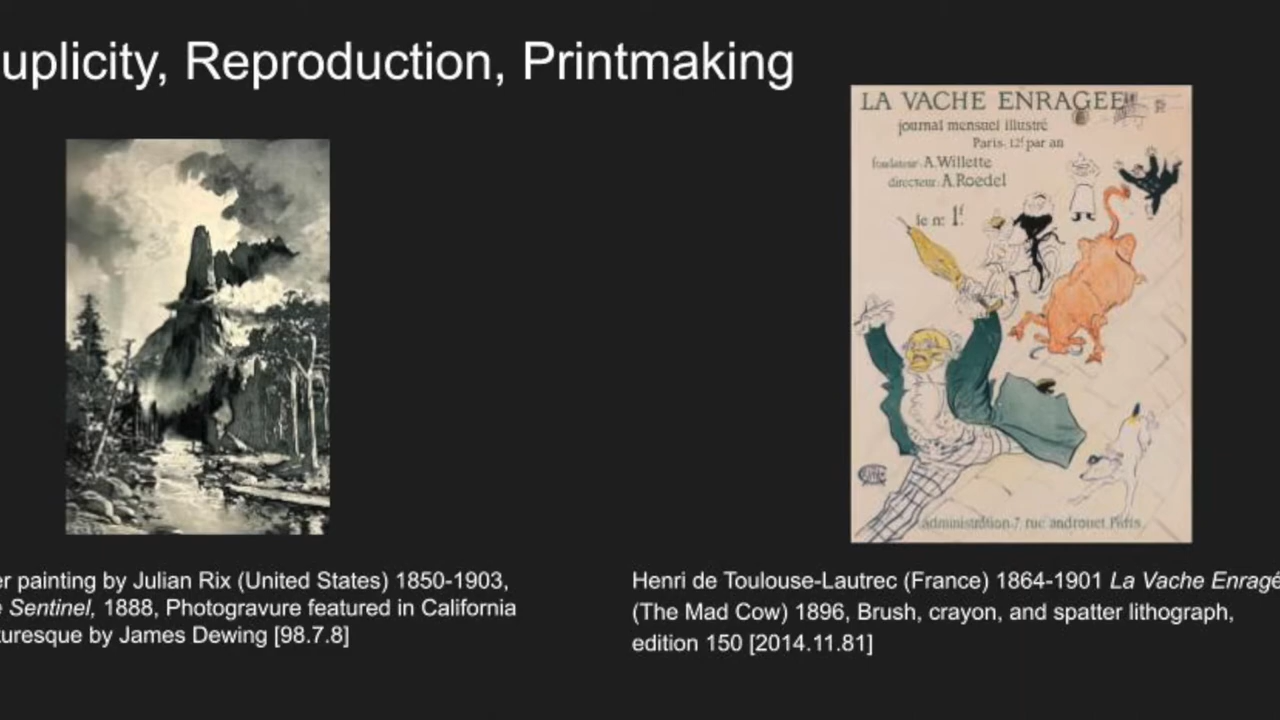 uplicity, Reproduction, Printmaking
LA VACHE ENRAGEE
journal mensuel illustré
Paris. 12f par an
fondateur. A. Willette
directeur. A. Roedel
le n: 1f.
administration. 7. rue androuet. Paris.
er painting by Julian Rix (United States) 1850-1903,
e Sentinel, 1888, Photogravure featured in California
turesque by James Dewing [98.7.8]
Henri de Toulouse-Lautrec (France) 1864-1901 La Vache Enragé
(The Mad Cow) 1896, Brush, crayon, and spatter lithograph,
edition 150 [2014.11.81]